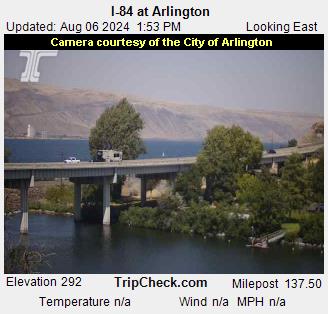 I-84 at Arlington
Updated: Aug 06 2024 1:53 PM Looking East
Camera courtesy of the City of Arlington
Elevation 292 TripCheck.com Milepost 137.50
Temperature n/a Wind n/a MPH n/a